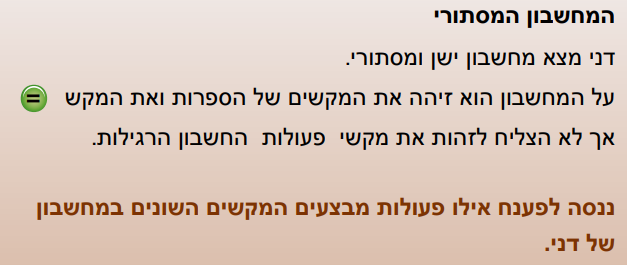 המחשבון המסתורי
דני מצא מחשבון ישן ומסתורי.
על המחשבון הוא זיהה את המקשים של הספרות ואת המקש =
אך לא הצליח לזהות את מקשי פעולות החשבון הרגילות.
ננסה לפענח אילו פעולות מבצעים המקשים השונים במחשבון
של דני.